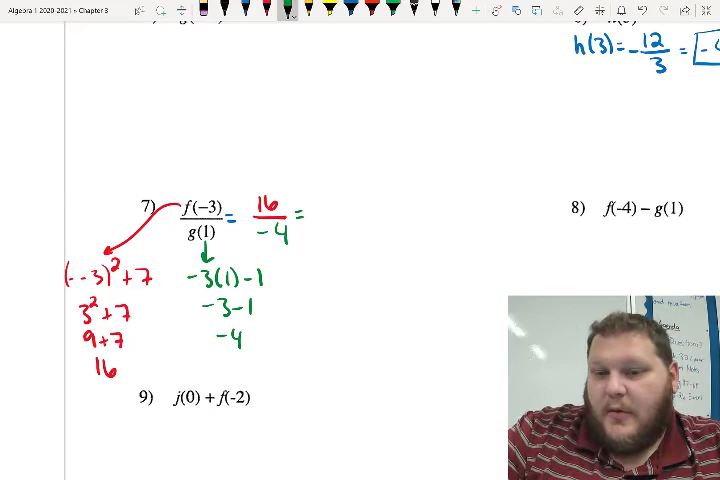 Algebra 1 2020-2021 » Chapter 3
h(3) = -12/3 =
7) f(−3)/g(1) = 16/-4 =
8) f(-4) − g(1)
(--3)² + 7
-3(1) - 1
3² + 7
-3 - 1
9 + 7
-4
16
9) j(0) + f(-2)